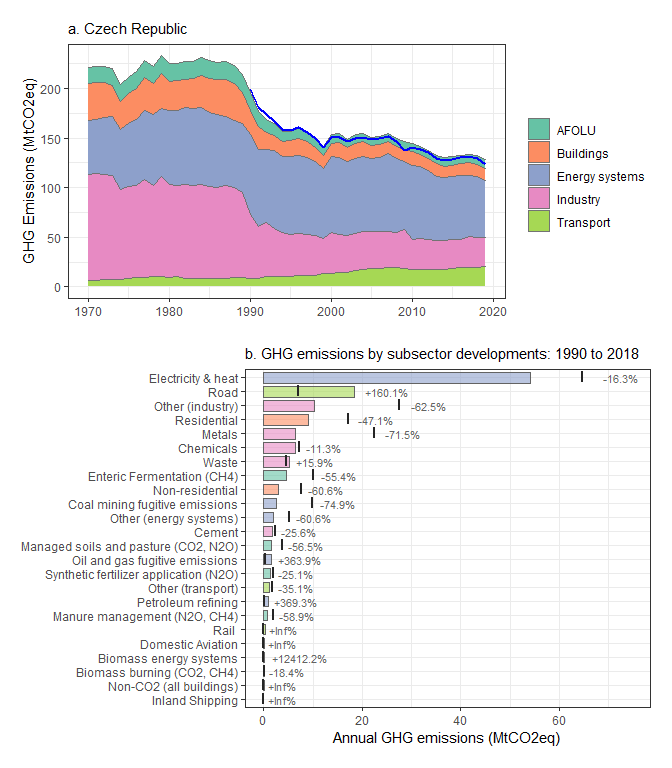 a. Czech Republic
GHG Emissions (MtCO2eq)
200
150
100
50
0
1970
1980
1990
2000
2010
2020
AFOLU
Buildings
Energy systems
Industry
Transport
b. GHG emissions by subsector developments: 1990 to 2018
Electricity & heat -16.3%
Road +160.1%
Other (industry) -62.5%
Residential -47.1%
Metals -71.5%
Chemicals -11.3%
Waste +15.9%
Enteric Fermentation (CH4) -55.4%
Non-residential -60.6%
Coal mining fugitive emissions -74.9%
Other (energy systems) -60.6%
Cement -25.6%
Managed soils and pasture (CO2, N2O) -56.5%
Oil and gas fugitive emissions +363.9%
Synthetic fertilizer application (N2O) -25.1%
Other (transport) -35.1%
Petroleum refining +369.3%
Manure management (N2O, CH4) -58.9%
Rail +Inf%
Domestic Aviation +Inf%
Biomass energy systems +12412.2%
Biomass burning (CO2, CH4) -18.4%
Non-CO2 (all buildings) +Inf%
Inland Shipping +Inf%
0
20
40
60
Annual GHG emissions (MtCO2eq)